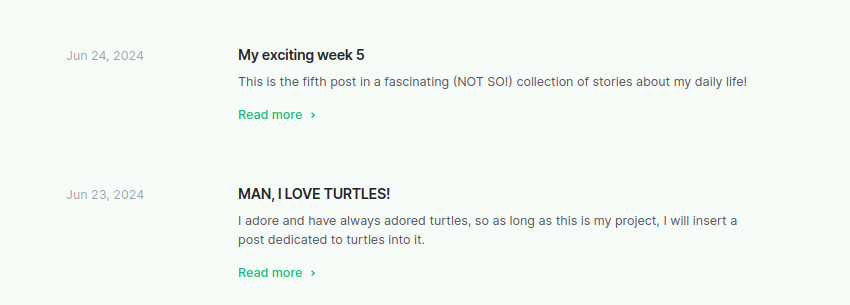 Jun 24, 2024
My exciting week 5
This is the fifth post in a fascinating (NOT SO!) collection of stories about my daily life!
Read more ›
Jun 23, 2024
MAN, I LOVE TURTLES!
I adore and have always adored turtles, so as long as this is my project, I will insert a
post dedicated to turtles into it.
Read more ›